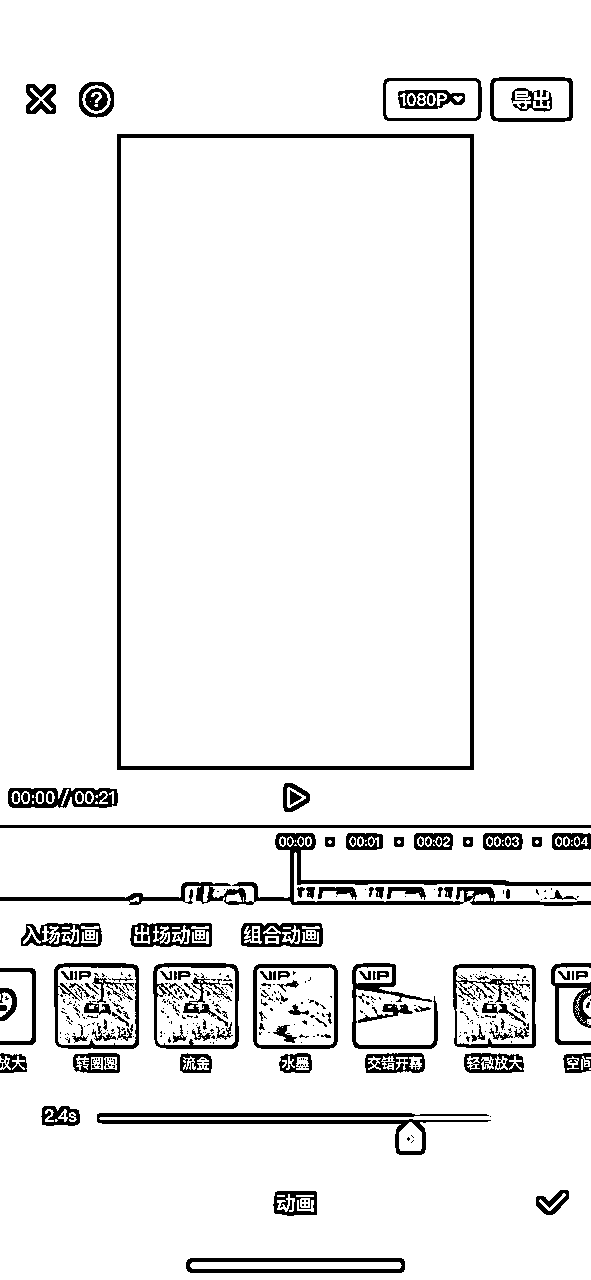 1080P 导出
00:00//00:21
00:00 00:01 00:02 00:03 00:04
入场动画 出场动画 组合动画
VIP VIP VIP VIP VIP
放大 转圈圈 流金 水墨 交错开幕 轻微放大 空间
2.4s
动画